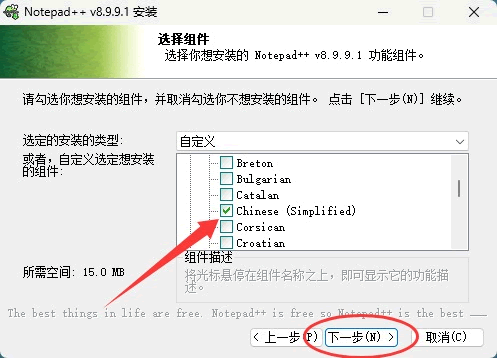 Notepad++ v8.9.9.1 安装
选择组件
选择你想安装的 Notepad++ v8.9.9.1 功能组件。
请勾选你想安装的组件，并取消勾选你不想安装的组件。 点击 [下一步(N)] 继续。
选定的安装的类型:
自定义
或者，自定义选定想安装的组件:
Breton
Bulgarian
Catalan
Chinese (Simplified)
Corsican
Croatian
组件描述
将光标悬停在组件名称之上，即可显示它的功能描述。
所需空间: 15.0 MB
The best things in life are free. Notepad++ is free so Notepad++ is the best
< 上一步(P)
下一步(N) >
取消(C)